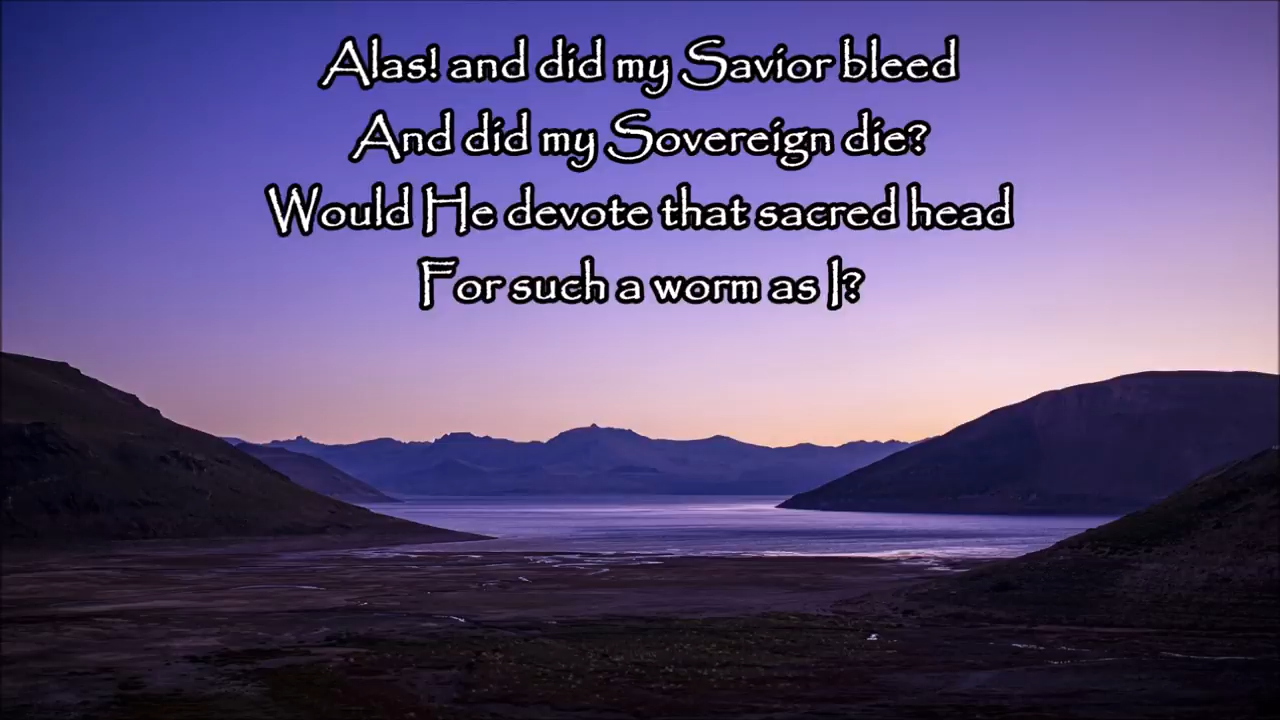 Alas! and did my Savior bleed
And did my Sovereign die?
Would He devote that sacred head
For such a worm as I?